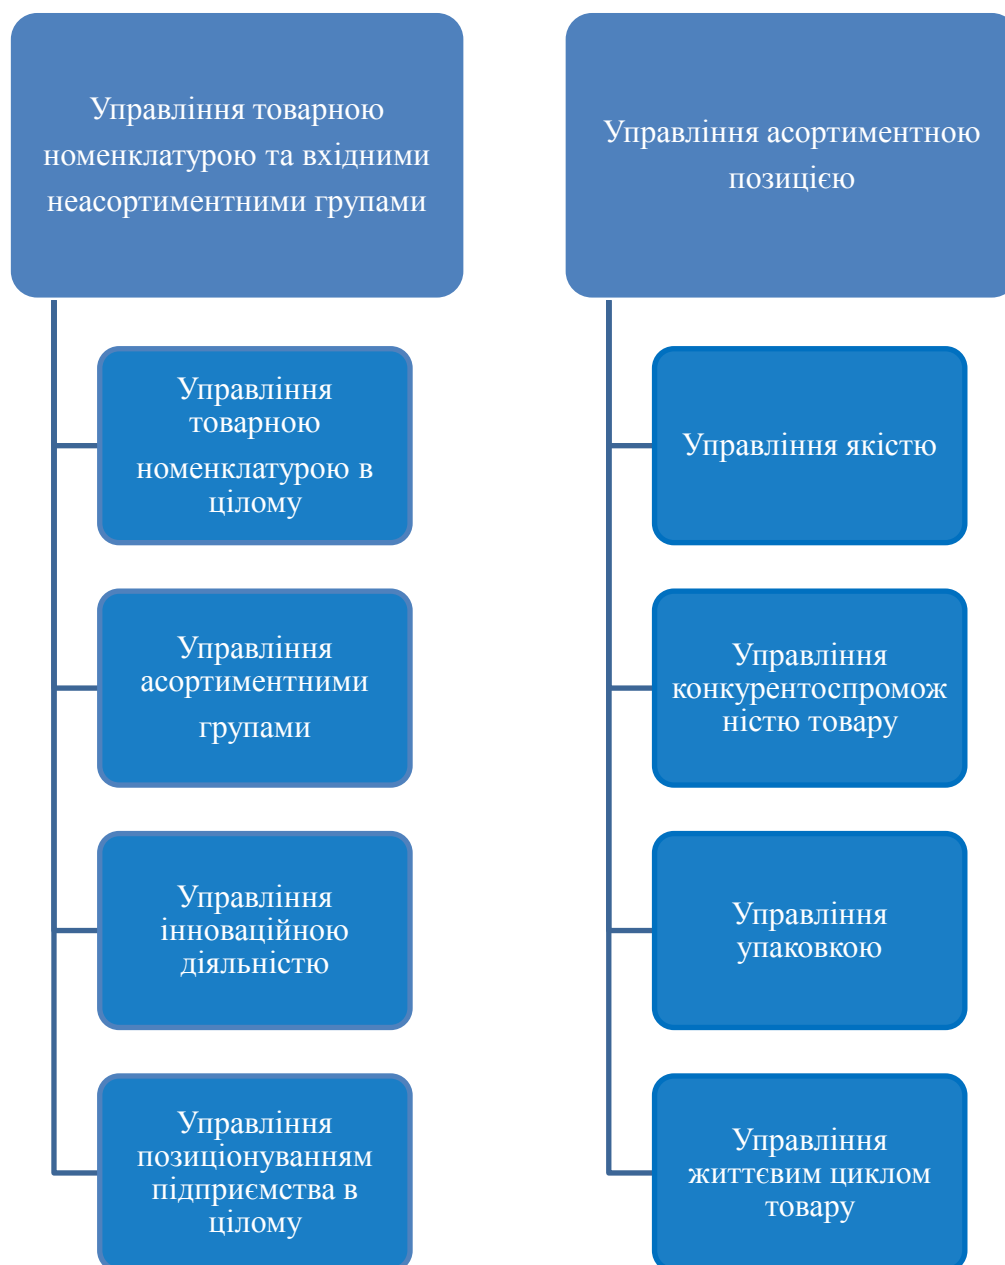 Управління товарною
номенклатурою та вхідними
неасортиментними групами
Управління
товарною
номенклатурою в
цілому
Управління
асортиментними
групами
Управління
інноваційною
діяльністю
Управління
позиціонуванням
підприємства в
цілому
Управління асортиментною
позицією
Управління якістю
Управління
конкурентоспромож
ністю товару
Управління
упаковкою
Управління
життєвим циклом
товару